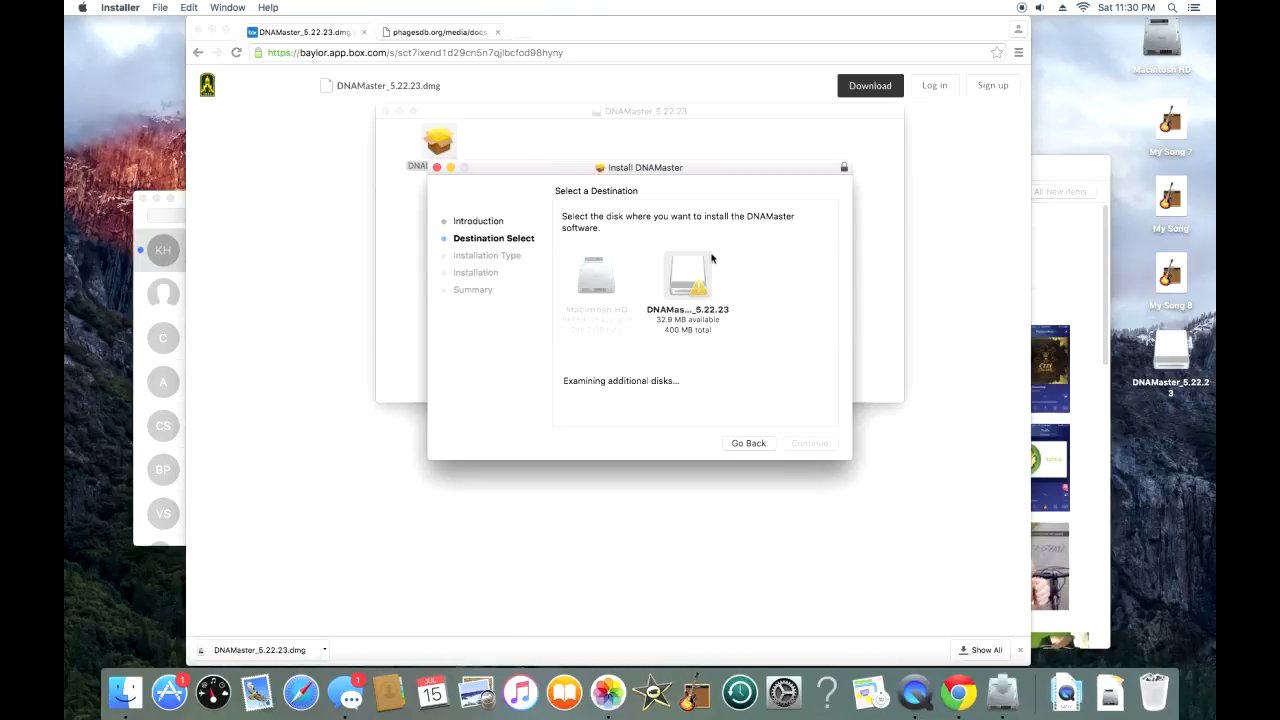 Installer File Edit Window Help Sat 11:30 PM
DNAMaster_5.22.23.dmg phagesdb.org/media/docs
https://baylor.app.box.com/s/sct7ixend1d29cn5n7qjlbcfod98hyny
DNAMaster_5.22.23.dmg Download Log in Sign up
DNAMaster_5.22.23
DNAI
Install DNAMaster
Select a Destination
Introduction
Destination Select
Installation Type
Installation
Summary
Select the disk where you want to install the DNAMaster
software.
Macintosh HD
DNAMas..._5.22.23
32.9 MB available
400 MB total
Examining additional disks...
Go Back Continue
KH
C
A
CS
BP
VS
All New Items
Macintosh HD
My Song 7
My Song
My Song 8
DNAMaster_5.22.2
3
DNAMaster_5.22.23.dmg Show All
1
1
JUL
15